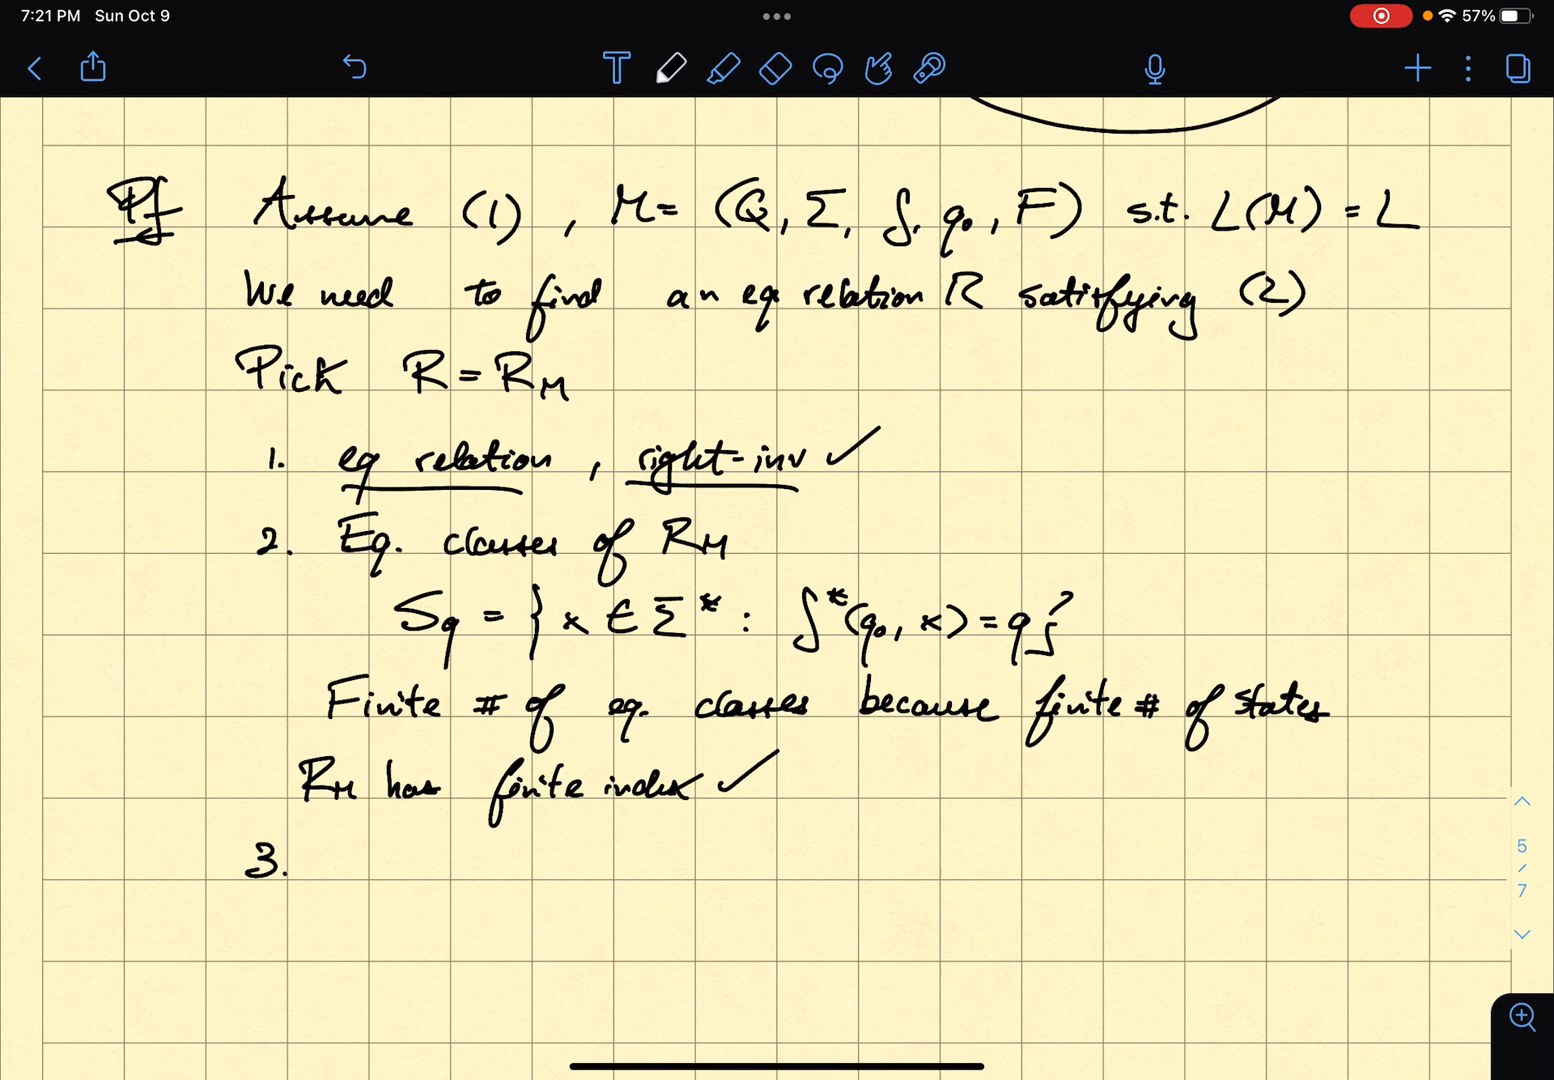 7:21 PM Sun Oct 9
57%
Pf Assume (1), M = (Q, Σ, δ, q₀, F) s.t. L(M) = L
We need to find an eq relation R satisfying (2)
Pick R = R_M
1. eq relation, right-inv ✓
2. Eq. classes of R_M
S_q = { x ∈ Σ* : δ*(q₀, x) = q }
Finite # of eq. classes because finite # of states
R_M has finite index ✓
3.
5
/
7